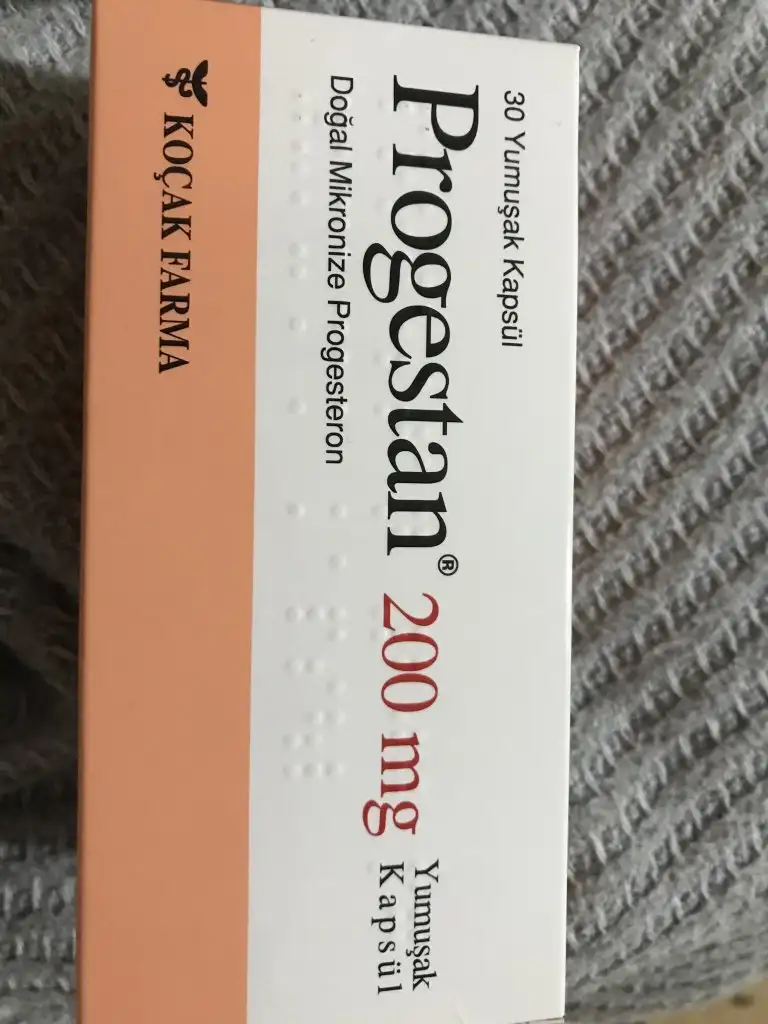 30 Yumuşak Kapsül
Progestan® 200 mg Yumuşak
Kapsül
Doğal Mikronize Progesteron
KOÇAK FARMA